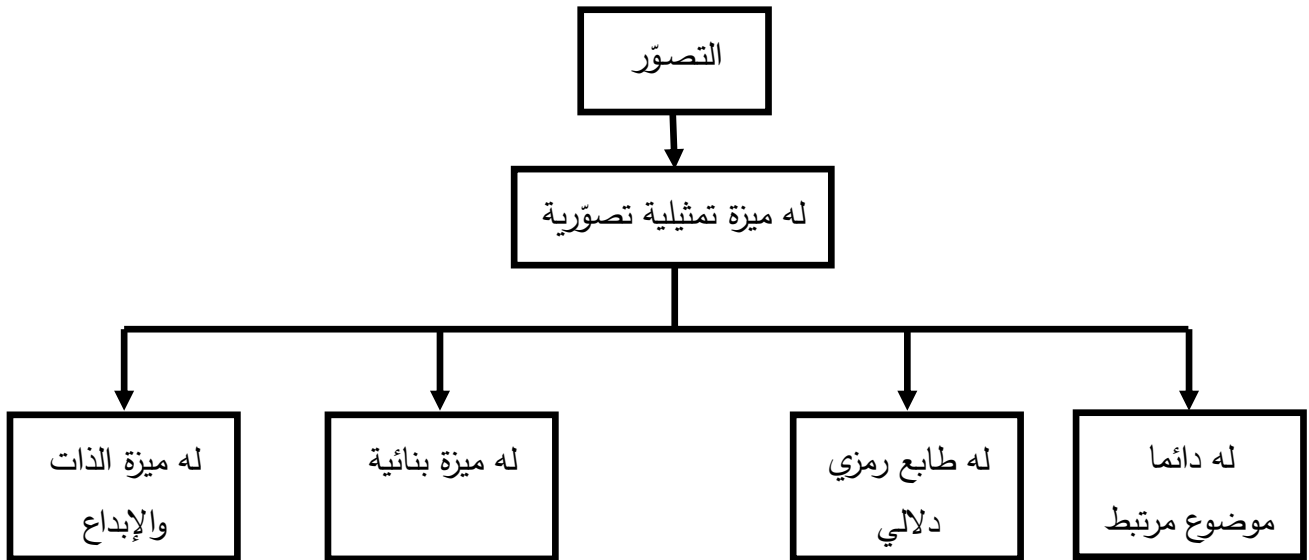 التصوّر
له ميزة تمثيلية تصوّرية
له دائما
موضوع مرتبط
له طابع رمزي
دلالي
له ميزة بنائية
له ميزة الذات
والإبداع